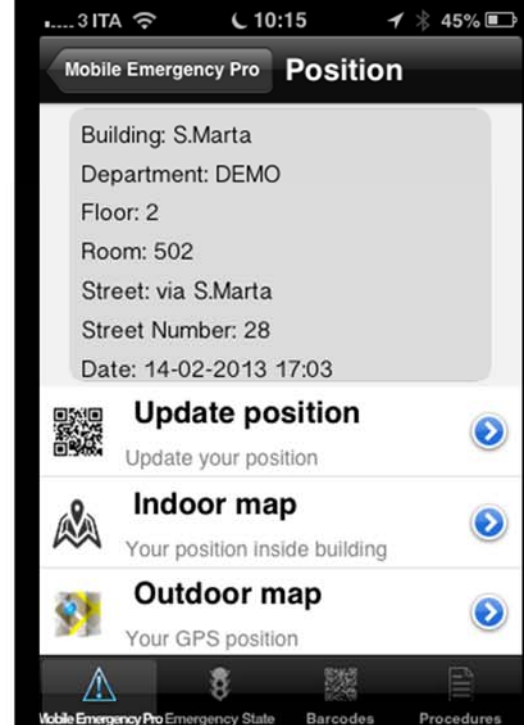 .....3 ITA 10:15 45%
Mobile Emergency Pro Position
Building: S.Marta
Department: DEMO
Floor: 2
Room: 502
Street: via S.Marta
Street Number: 28
Date: 14-02-2013 17:03
Update position
Update your position
Indoor map
Your position inside building
Outdoor map
Your GPS position
Mobile Emergency Pro Emergency State Barcodes Procedures